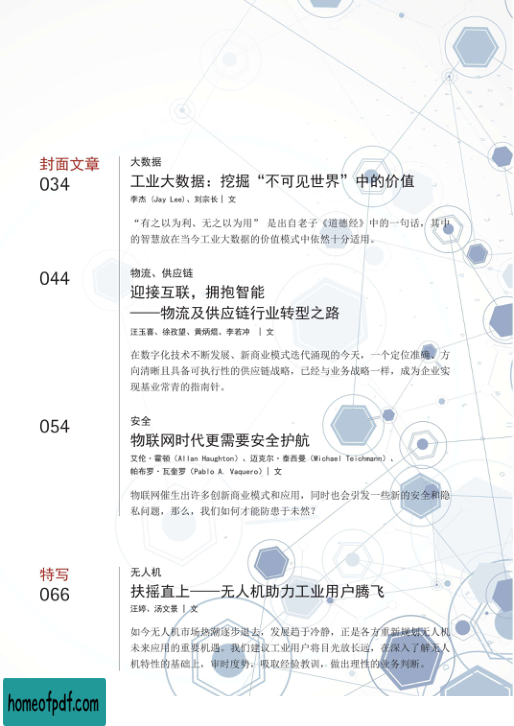 封面文章
034
大数据
工业大数据：挖掘“不可见世界”中的价值
李杰 (Jay Lee)、刘宗长 | 文
“有之以为利、无之以为用” 是出自老子《道德经》中的一句话，其中
的智慧放在当今工业大数据的价值模式中依然十分适用。
044
物流、供应链
迎接互联，拥抱智能
——物流及供应链行业转型之路
汪玉喜、徐孜望、黄炳焜、李若冲 | 文
在数字化技术不断发展、新商业模式迭代涌现的今天，一个定位准确、方
向清晰且具备可执行性的供应链战略，已经与业务战略一样，成为企业实
现基业常青的指南针。
054
安全
物联网时代更需要安全护航
艾伦·霍顿（Allan Haughton）、迈克尔·泰西曼（Michael Teichmann）、
帕布罗·瓦奎罗（Pablo A. Vaquero）| 文
物联网催生出许多创新商业模式和应用，同时也会引发一些新的安全和隐
私问题，那么，我们如何才能防患于未然？
特写
066
无人机
扶摇直上——无人机助力工业用户腾飞
汪婷、汤文景 | 文
如今无人机市场热潮逐步退去，发展趋于冷静，正是各方重新规划无人机
未来应用的重要机遇。我们建议工业用户将目光放长远，在深入了解无人
机特性的基础上，审时度势，吸取经验教训，做出理性的业务判断。
homeofpdf.com